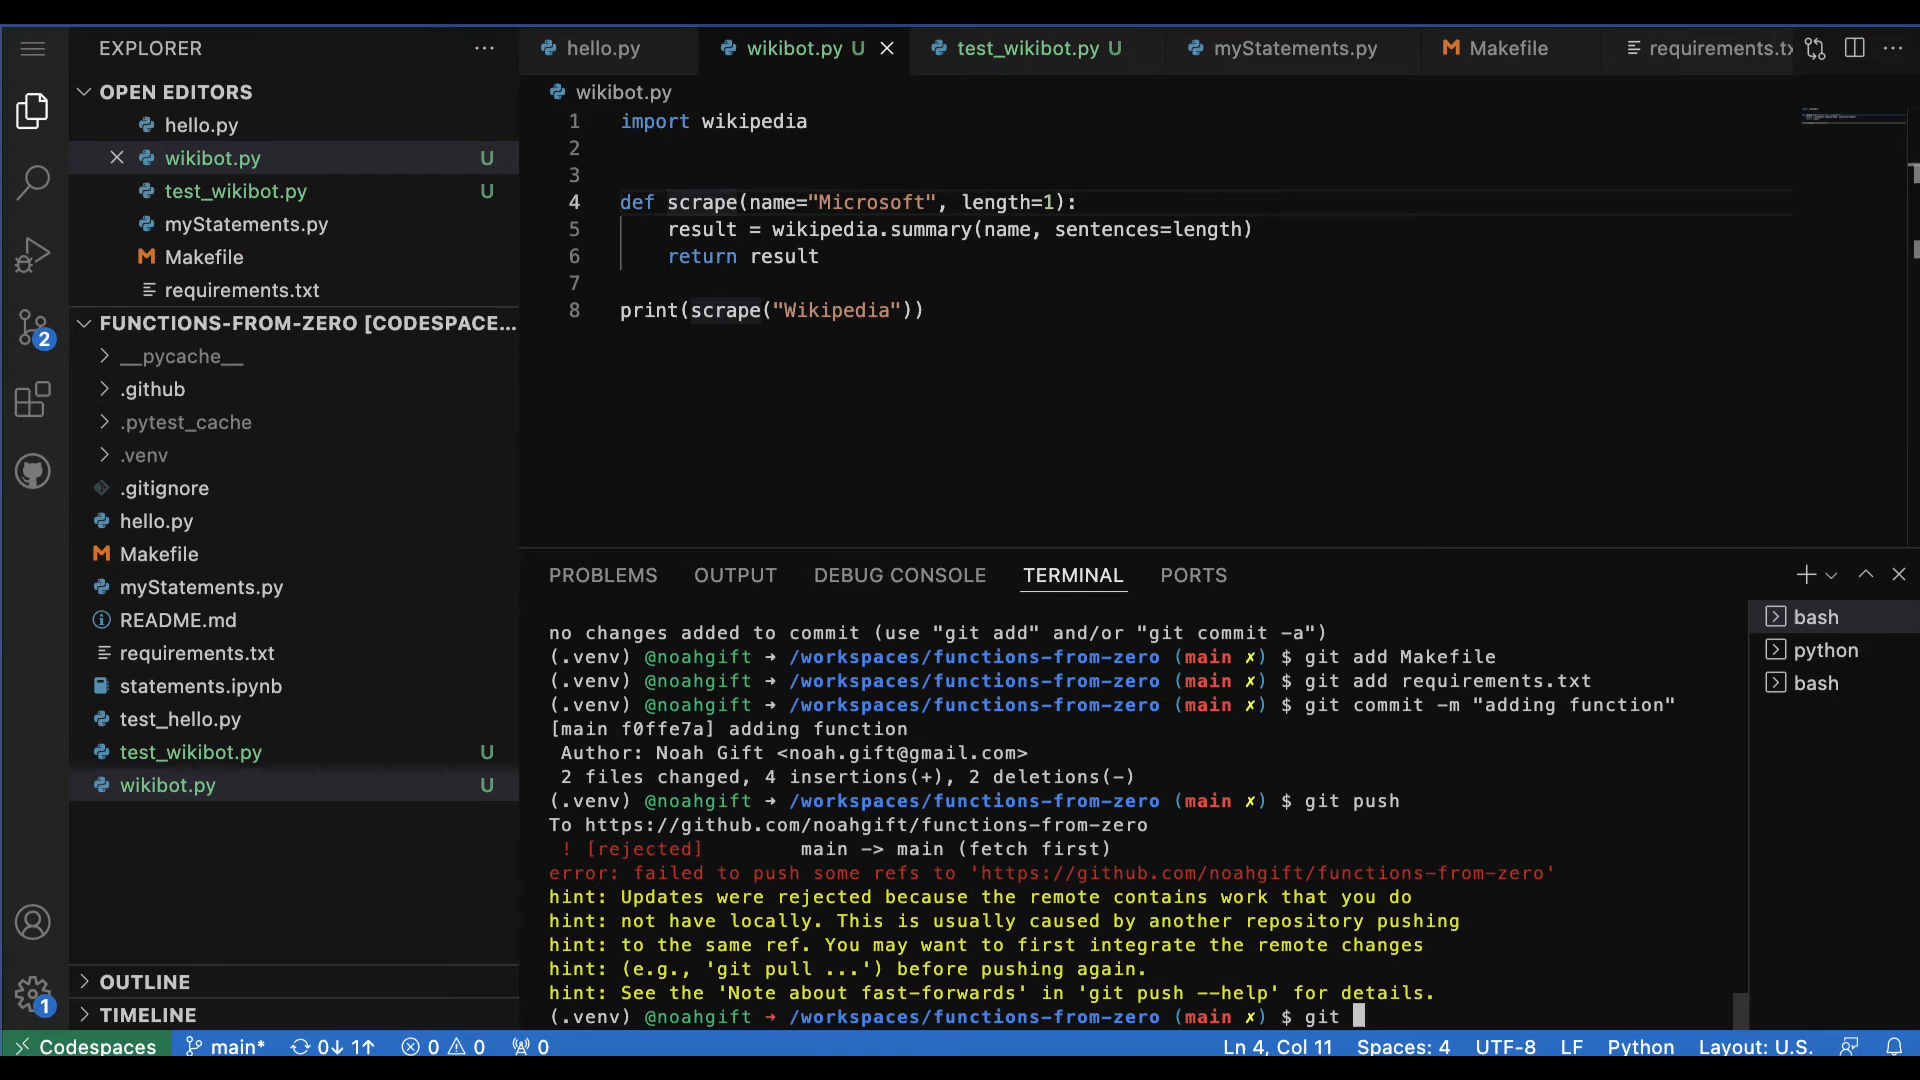 EXPLORER
OPEN EDITORS
hello.py
wikibot.py U
test_wikibot.py U
myStatements.py
Makefile
requirements.txt
FUNCTIONS-FROM-ZERO [CODESPACE...
__pycache__
.github
.pytest_cache
.venv
.gitignore
hello.py
Makefile
myStatements.py
README.md
requirements.txt
statements.ipynb
test_hello.py
test_wikibot.py U
wikibot.py U
OUTLINE
TIMELINE
2
1
hello.py
wikibot.py U
test_wikibot.py U
myStatements.py
Makefile
requirements.tx
wikibot.py
1 import wikipedia
2
3
4 def scrape(name="Microsoft", length=1):
5 result = wikipedia.summary(name, sentences=length)
6 return result
7
8 print(scrape("Wikipedia"))
PROBLEMS OUTPUT DEBUG CONSOLE TERMINAL PORTS
no changes added to commit (use "git add" and/or "git commit -a")
(.venv) @noahgift ➜ /workspaces/functions-from-zero (main ✗) $ git add Makefile
(.venv) @noahgift ➜ /workspaces/functions-from-zero (main ✗) $ git add requirements.txt
(.venv) @noahgift ➜ /workspaces/functions-from-zero (main ✗) $ git commit -m "adding function"
[main f0ffe7a] adding function
Author: Noah Gift <noah.gift@gmail.com>
2 files changed, 4 insertions(+), 2 deletions(-)
(.venv) @noahgift ➜ /workspaces/functions-from-zero (main ✗) $ git push
To https://github.com/noahgift/functions-from-zero
! [rejected] main -> main (fetch first)
error: failed to push some refs to 'https://github.com/noahgift/functions-from-zero'
hint: Updates were rejected because the remote contains work that you do
hint: not have locally. This is usually caused by another repository pushing
hint: to the same ref. You may want to first integrate the remote changes
hint: (e.g., 'git pull ...') before pushing again.
hint: See the 'Note about fast-forwards' in 'git push --help' for details.
(.venv) @noahgift ➜ /workspaces/functions-from-zero (main ✗) $ git
bash
python
bash
Codespaces main* 0↓ 1↑ 0 0 0 Ln 4, Col 11 Spaces: 4 UTF-8 LF Python Layout: U.S.